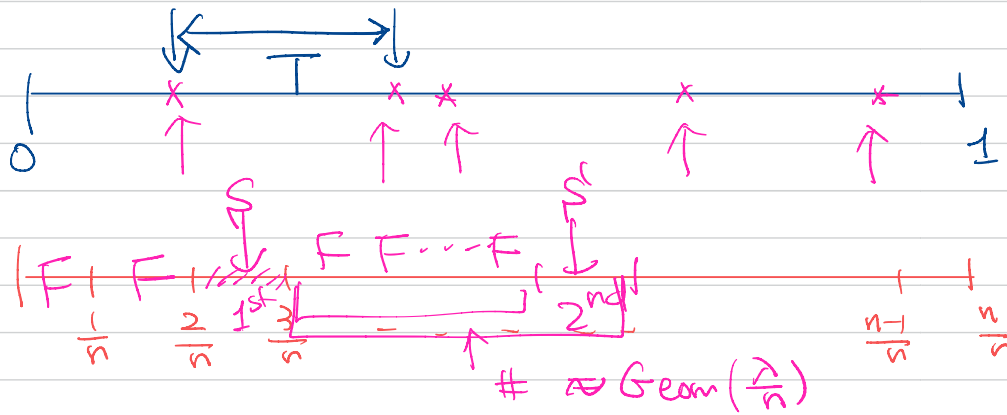 T
0 1
S S
F F F F ···· F
1st 2nd
1/n 2/n 3/n n-1/n n/n
# ≈ Geom(λ/n)